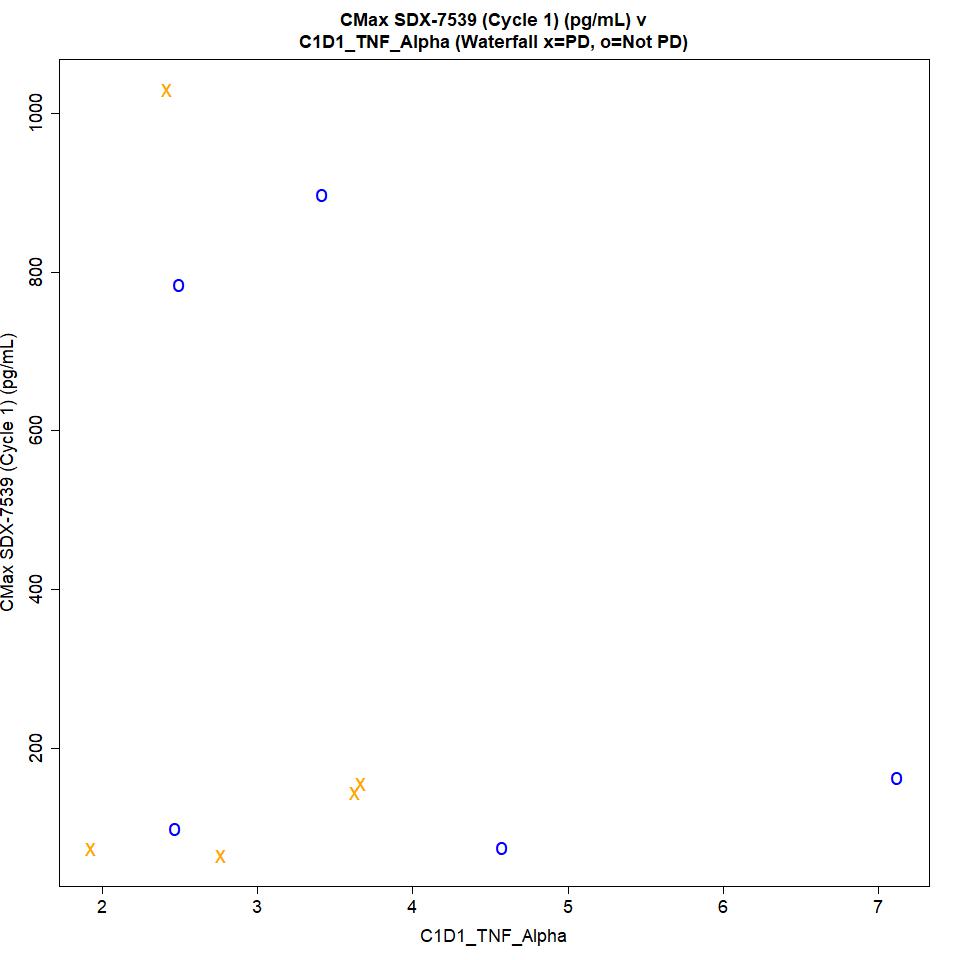 CMax SDX-7539 (Cycle 1) (pg/mL) v
C1D1_TNF_Alpha (Waterfall x=PD, o=Not PD)
CMax SDX-7539 (Cycle 1) (pg/mL)
1000
800
600
400
200
X
O
O
X
X
O
O
X
X
O
2
3
4
5
6
7
C1D1_TNF_Alpha